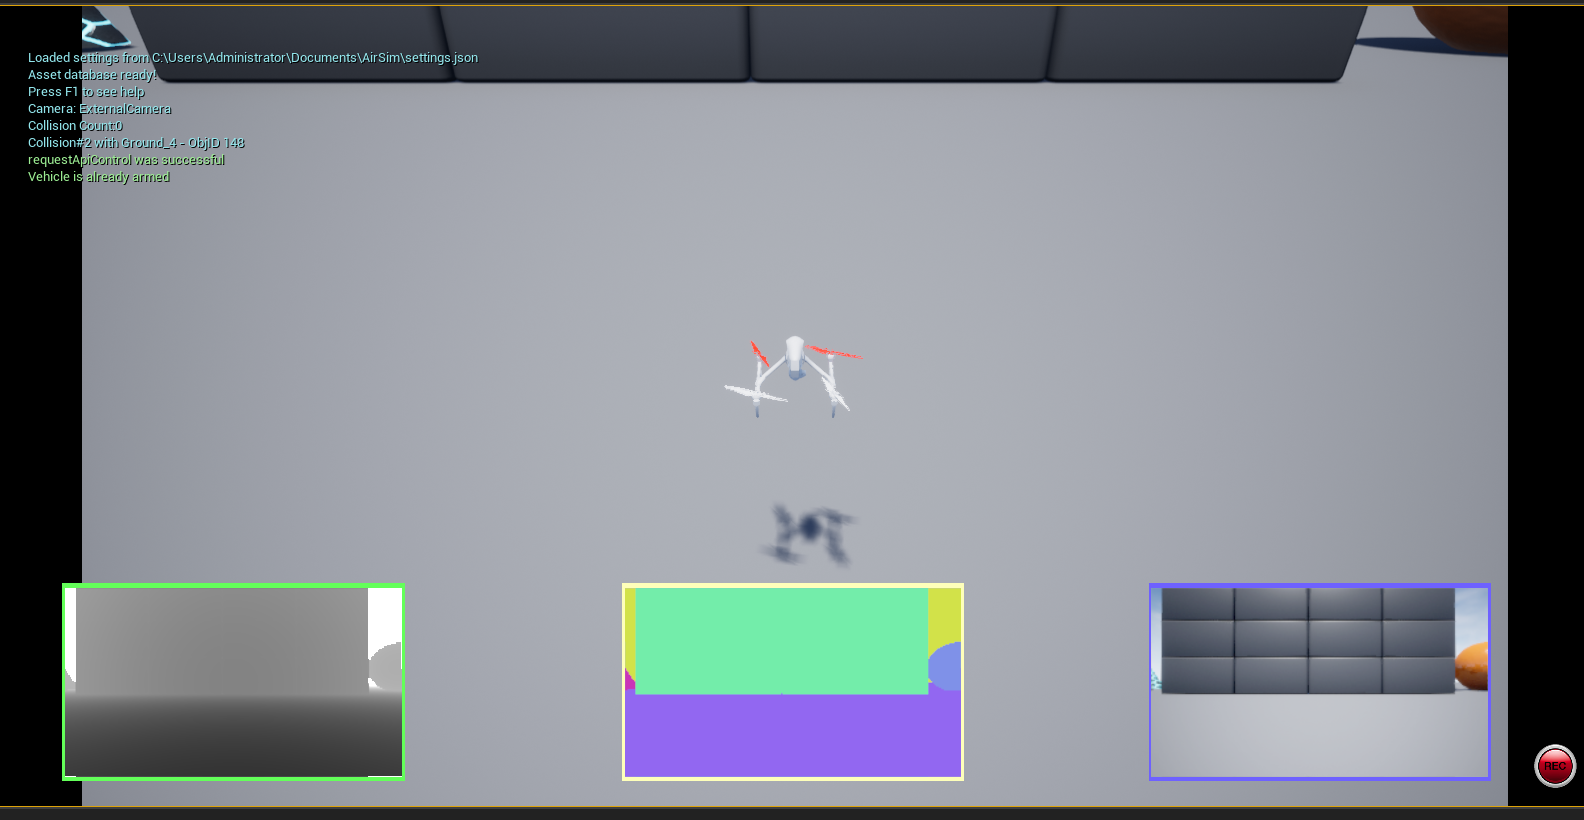 Loaded settings from C:\Users\Administrator\Documents\AirSim\settings.json
Asset database ready!
Press F1 to see help
Camera: ExternalCamera
Collision Count:0
Collision#2 with Ground_4 - ObjID 148
requestApiControl was successful
Vehicle is already armed
REC